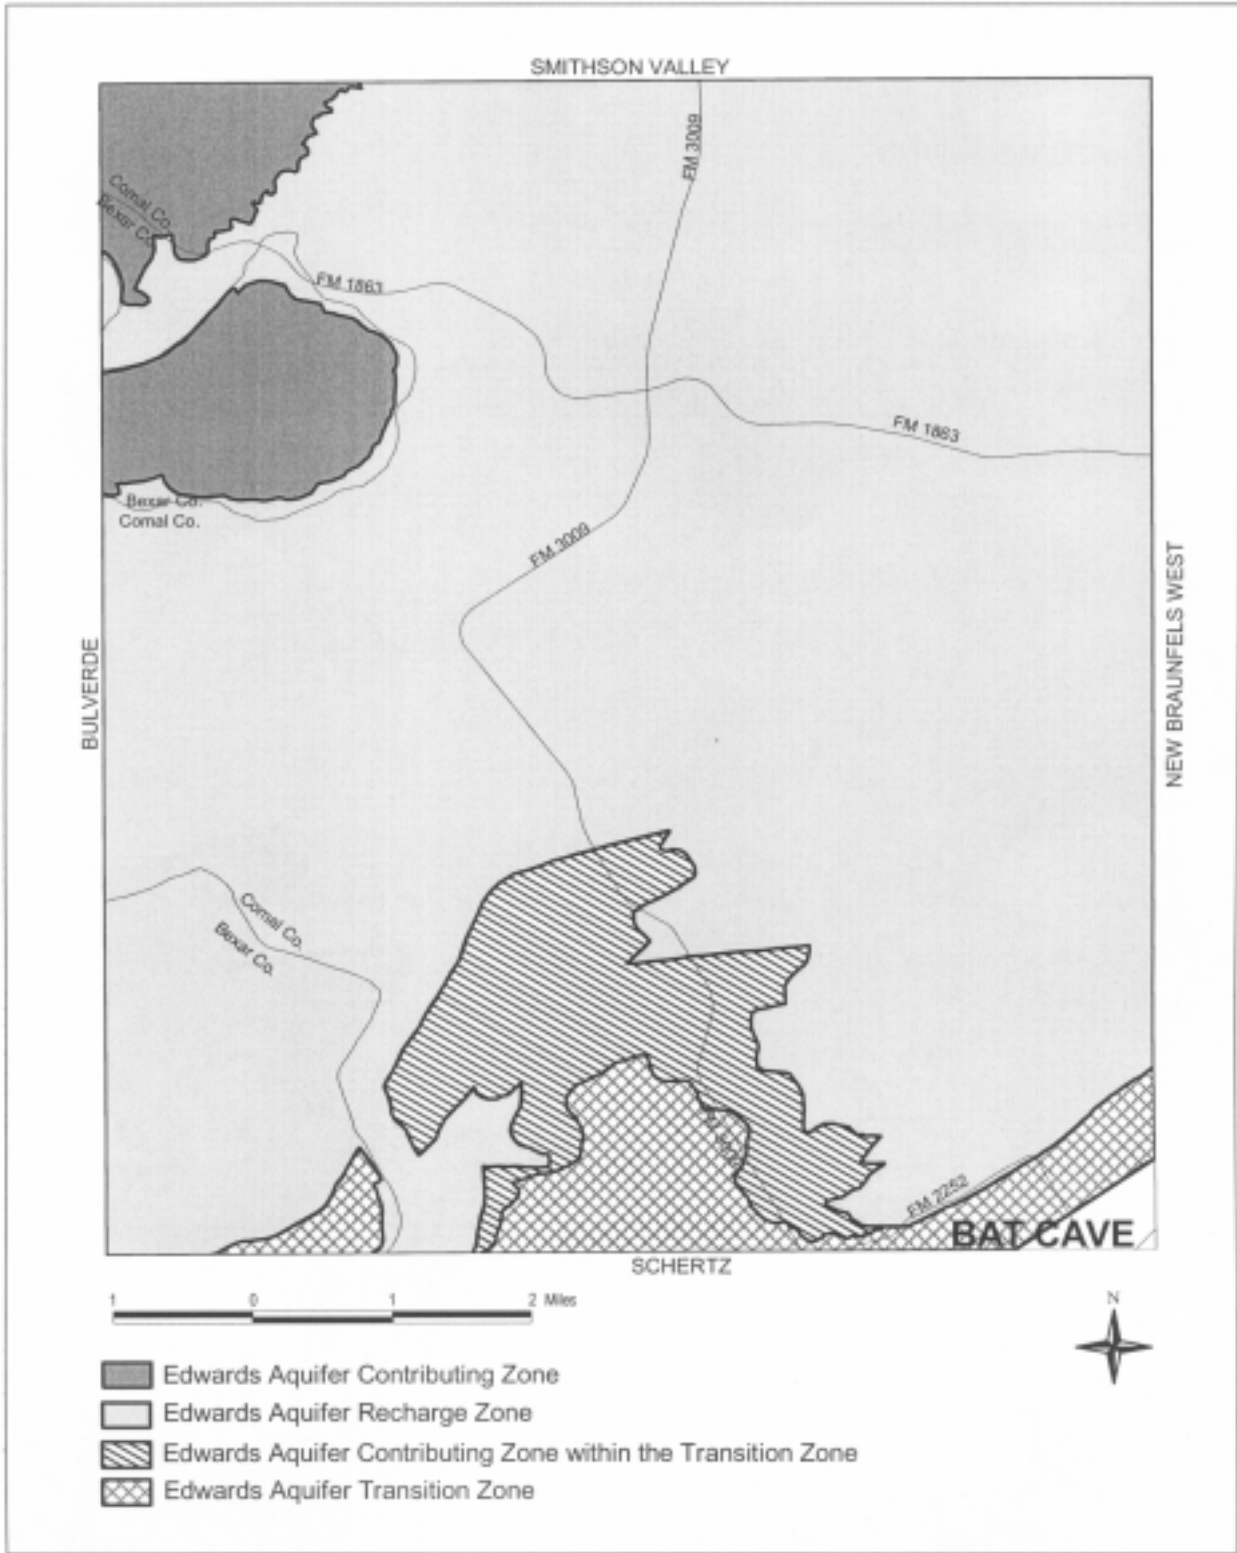 SMITHSON VALLEY
FM 3009
Comal Co.
Bexar Co.
FM 1863
FM 1863
Bexar Co.
Comal Co.
FM 3009
BULVERDE
NEW BRAUNFELS WEST
Comal Co.
Bexar Co.
FM 2252
BAT CAVE
SCHERTZ
1 0 1 2 Miles
N
Edwards Aquifer Contributing Zone
Edwards Aquifer Recharge Zone
Edwards Aquifer Contributing Zone within the Transition Zone
Edwards Aquifer Transition Zone